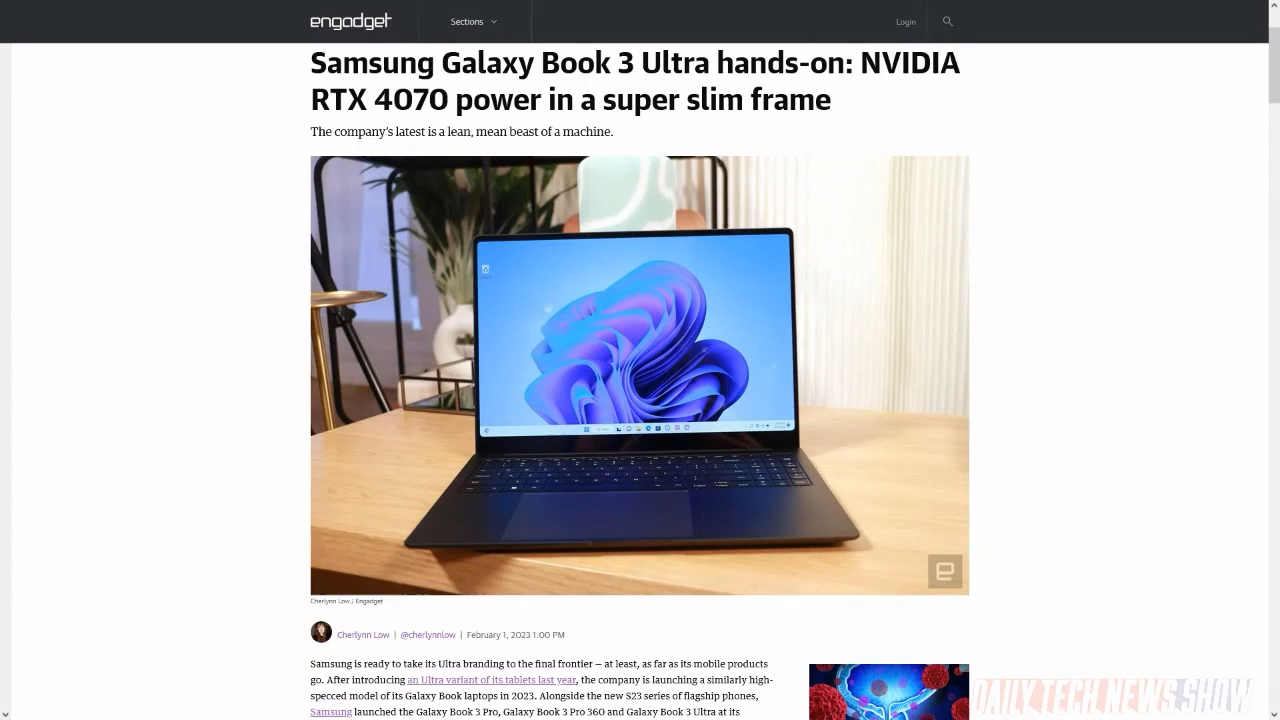 engadget
Sections
Login
Samsung Galaxy Book 3 Ultra hands-on: NVIDIA
RTX 4070 power in a super slim frame
The company's latest is a lean, mean beast of a machine.
e
Cherlynn Low / Engadget
Cherlynn Low | @cherlynnlow | February 1, 2023 1:00 PM
Samsung is ready to take its Ultra branding to the final frontier — at least, as far as its mobile products
go. After introducing an Ultra variant of its tablets last year, the company is launching a similarly high-
specced model of its Galaxy Book laptops in 2023. Alongside the new S23 series of flagship phones,
Samsung launched the Galaxy Book 3 Pro, Galaxy Book 3 Pro 360 and Galaxy Book 3 Ultra at its
DAILY TECH NEWS SHOW